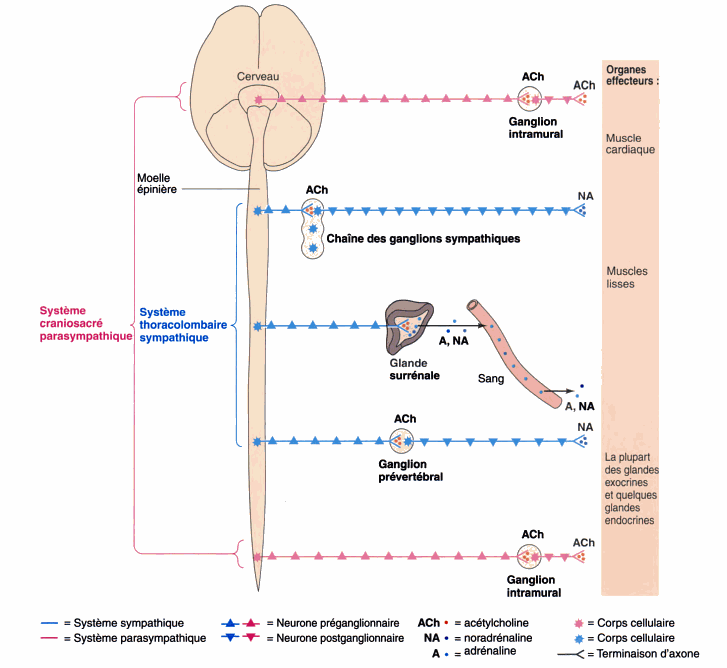 Cerveau
ACh
ACh
Ganglion
intramural
Organes
effecteurs :
Muscle
cardiaque
Moelle
épinière
ACh
NA
Chaîne des ganglions sympathiques
Muscles
lisses
Système
craniosacré
parasympathique
Système
thoracolombaire
sympathique
Glande
surrénale
A, NA
Sang
A, NA
ACh
NA
Ganglion
prévertébral
La plupart
des glandes
exocrines
et quelques
glandes
endocrines
ACh
ACh
Ganglion
intramural
= Système sympathique
= Système parasympathique
= Neurone préganglionnaire
= Neurone postganglionnaire
ACh = acétylcholine
NA = noradrénaline
A = adrénaline
= Corps cellulaire
= Corps cellulaire
= Terminaison d'axone